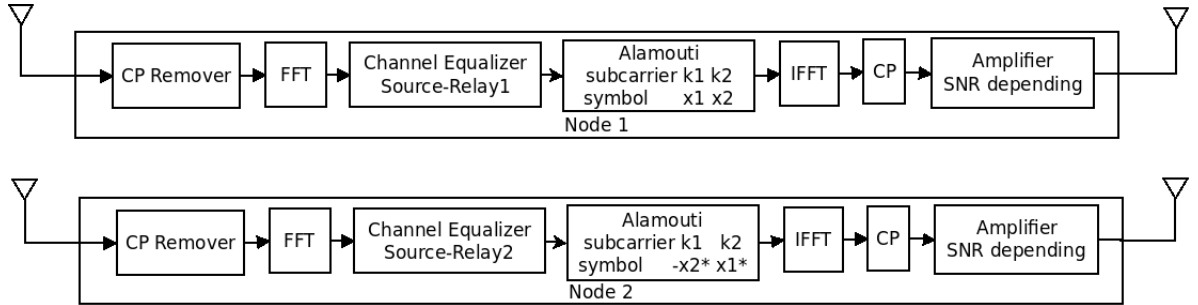 CP Remover
FFT
Channel Equalizer
Source-Relay1
Alamouti
subcarrier k1 k2
symbol x1 x2
IFFT
CP
Amplifier
SNR depending
Node 1
CP Remover
FFT
Channel Equalizer
Source-Relay2
Alamouti
subcarrier k1 k2
symbol -x2* x1*
IFFT
CP
Amplifier
SNR depending
Node 2